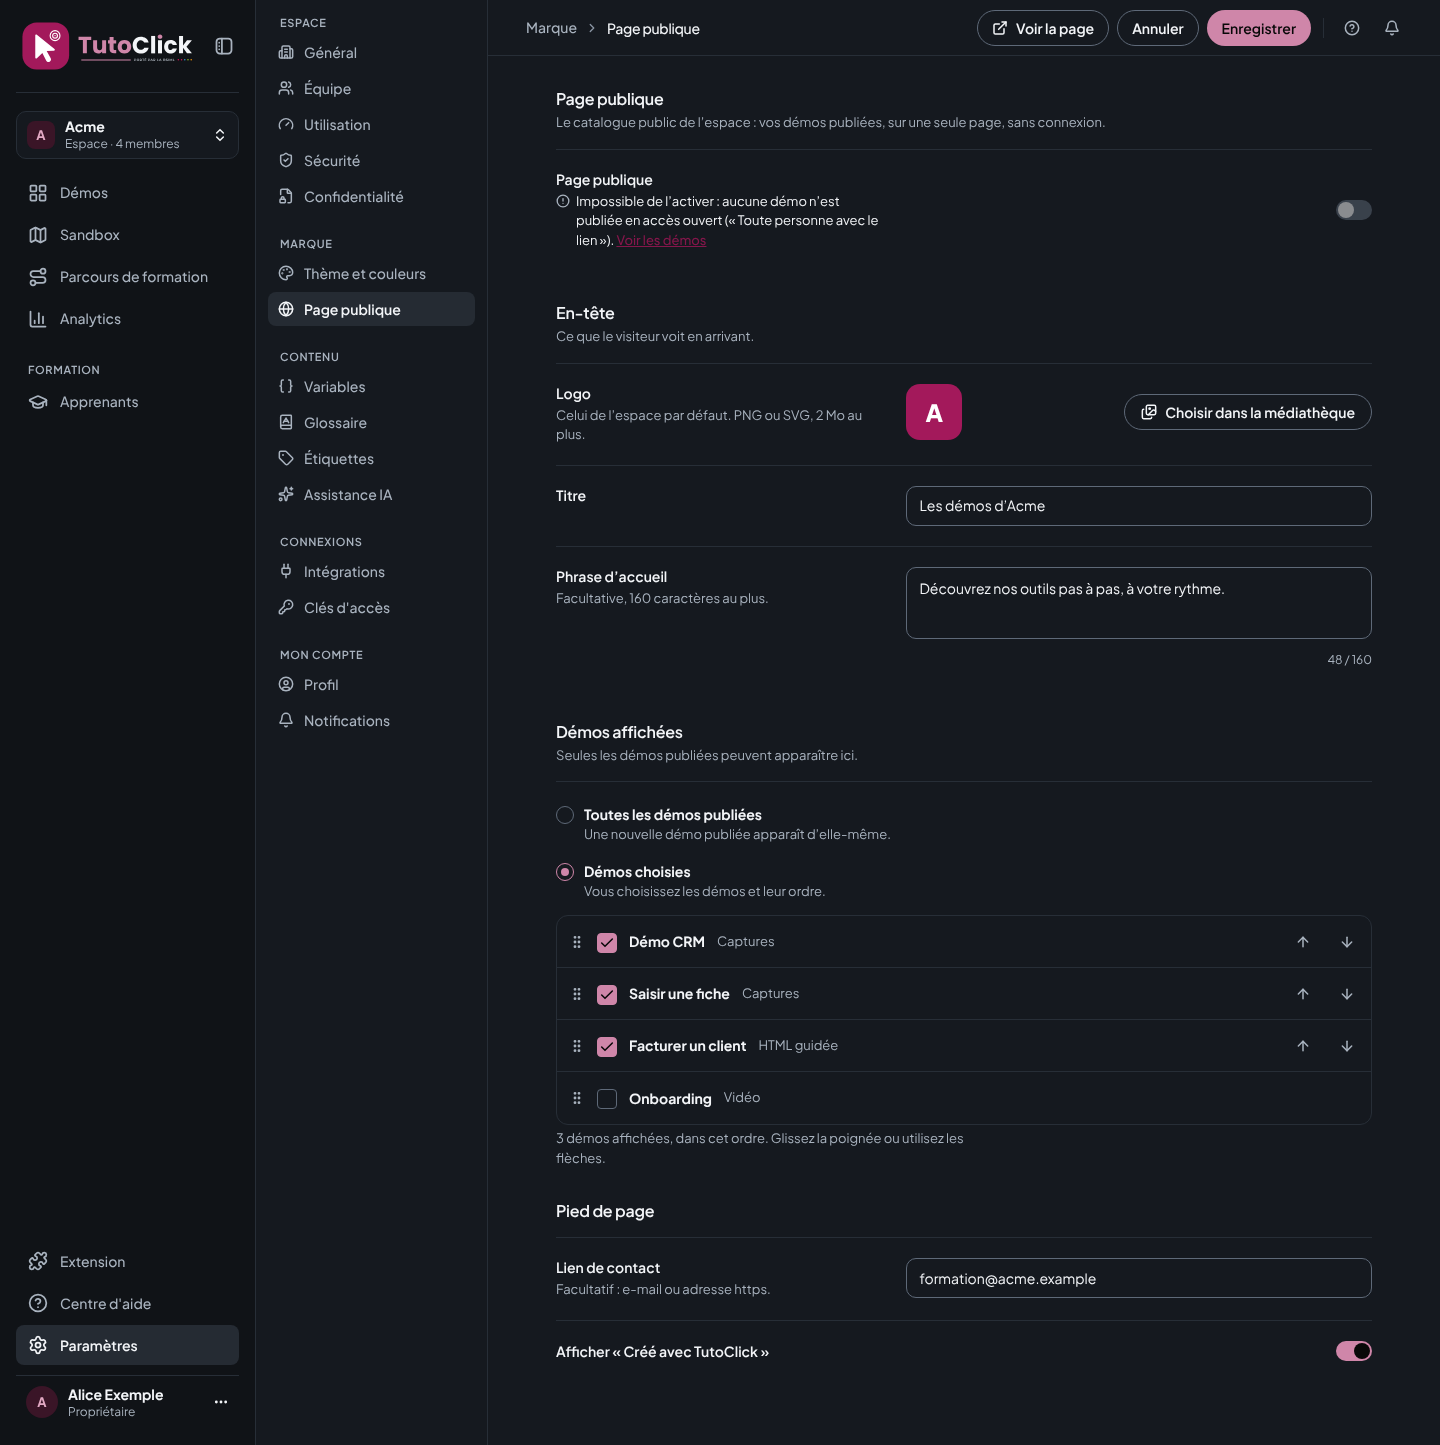 TutoClick
Acme
Espace · 4 membres
A
Démos
Sandbox
Parcours de formation
Analytics
FORMATION
Apprenants
Extension
Centre d'aide
Paramètres
A
Alice Exemple
Propriétaire
ESPACE
Général
Équipe
Utilisation
Sécurité
Confidentialité
MARQUE
Thème et couleurs
Page publique
CONTENU
Variables
Glossaire
Étiquettes
Assistance IA
CONNEXIONS
Intégrations
Clés d'accès
MON COMPTE
Profil
Notifications
Marque > Page publique
Voir la page
Annuler
Enregistrer
Page publique
Le catalogue public de l'espace : vos démos publiées, sur une seule page, sans connexion.
Page publique
Impossible de l'activer : aucune démo n'est
publiée en accès ouvert (« Toute personne avec le
lien »). Voir les démos
En-tête
Ce que le visiteur voit en arrivant.
Logo
Celui de l'espace par défaut. PNG ou SVG, 2 Mo au
plus.
A
Choisir dans la médiathèque
Titre
Les démos d'Acme
Phrase d'accueil
Facultative, 160 caractères au plus.
Découvrez nos outils pas à pas, à votre rythme.
48 / 160
Démos affichées
Seules les démos publiées peuvent apparaître ici.
Toutes les démos publiées
Une nouvelle démo publiée apparaît d'elle-même.
Démos choisies
Vous choisissez les démos et leur ordre.
Démo CRM Captures
Saisir une fiche Captures
Facturer un client HTML guidée
Onboarding Vidéo
3 démos affichées, dans cet ordre. Glissez la poignée ou utilisez les
flèches.
Pied de page
Lien de contact
Facultatif : e-mail ou adresse https.
formation@acme.example
Afficher « Créé avec TutoClick »